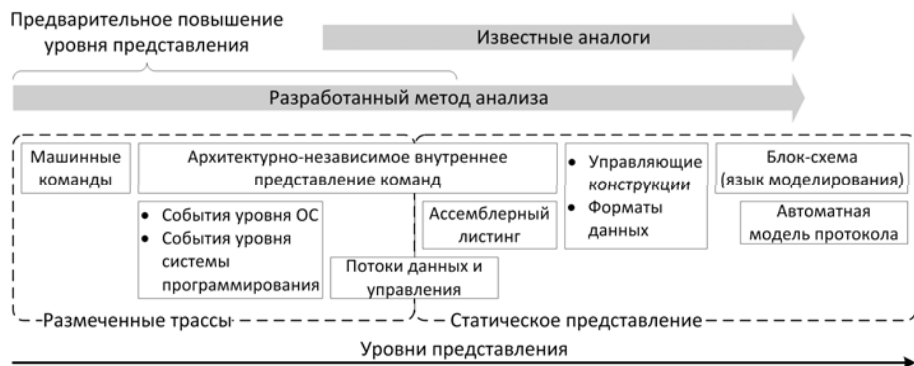 Предварительное повышение
уровня представления
Известные аналоги
Разработанный метод анализа
Машинные
команды
Архитектурно-независимое внутреннее
представление команд
• События уровня ОС
• События уровня
системы
программирования
Ассемблерный
листинг
Потоки данных и
управления
• Управляющие
конструкции
• Форматы
данных
Блок-схема
(язык моделирования)
Автоматная
модель протокола
Размеченные трассы
Статическое представление
Уровни представления